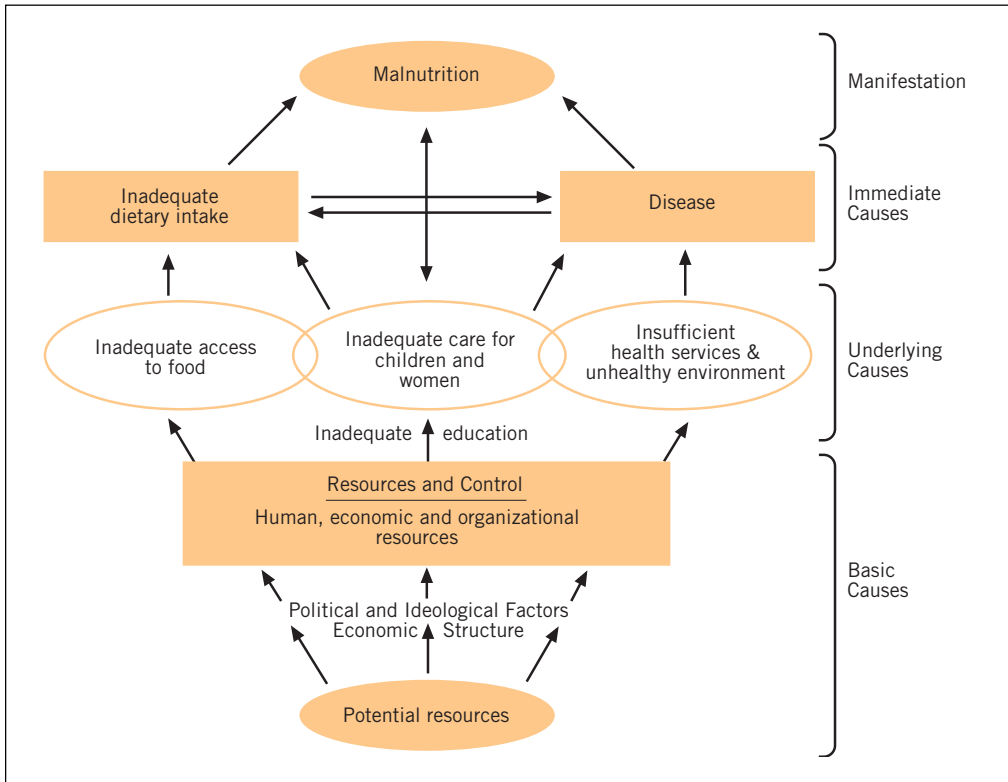 Malnutrition
Manifestation
Inadequate
dietary intake
Disease
Immediate
Causes
Inadequate access
to food
Inadequate care for
children and
women
Insufficient
health services &
unhealthy environment
Underlying
Causes
Inadequate education
Resources and Control
Human, economic and organizational
resources
Political and Ideological Factors
Economic Structure
Basic
Causes
Potential resources